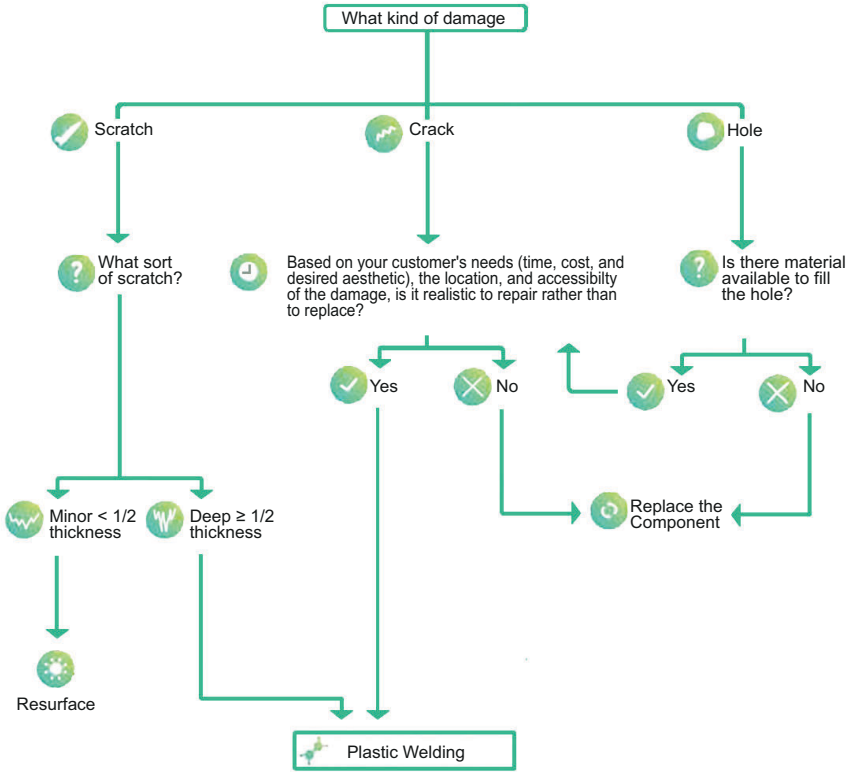 What kind of damage
Scratch
Crack
Hole
What sort
of scratch?
Based on your customer's needs (time, cost, and
desired aesthetic), the location, and accessibilty
of the damage, is it realistic to repair rather than
to replace?
Is there material
available to fill
the hole?
Yes
No
Yes
No
Minor < 1/2
thickness
Deep ≥ 1/2
thickness
Replace the
Component
Resurface
Plastic Welding